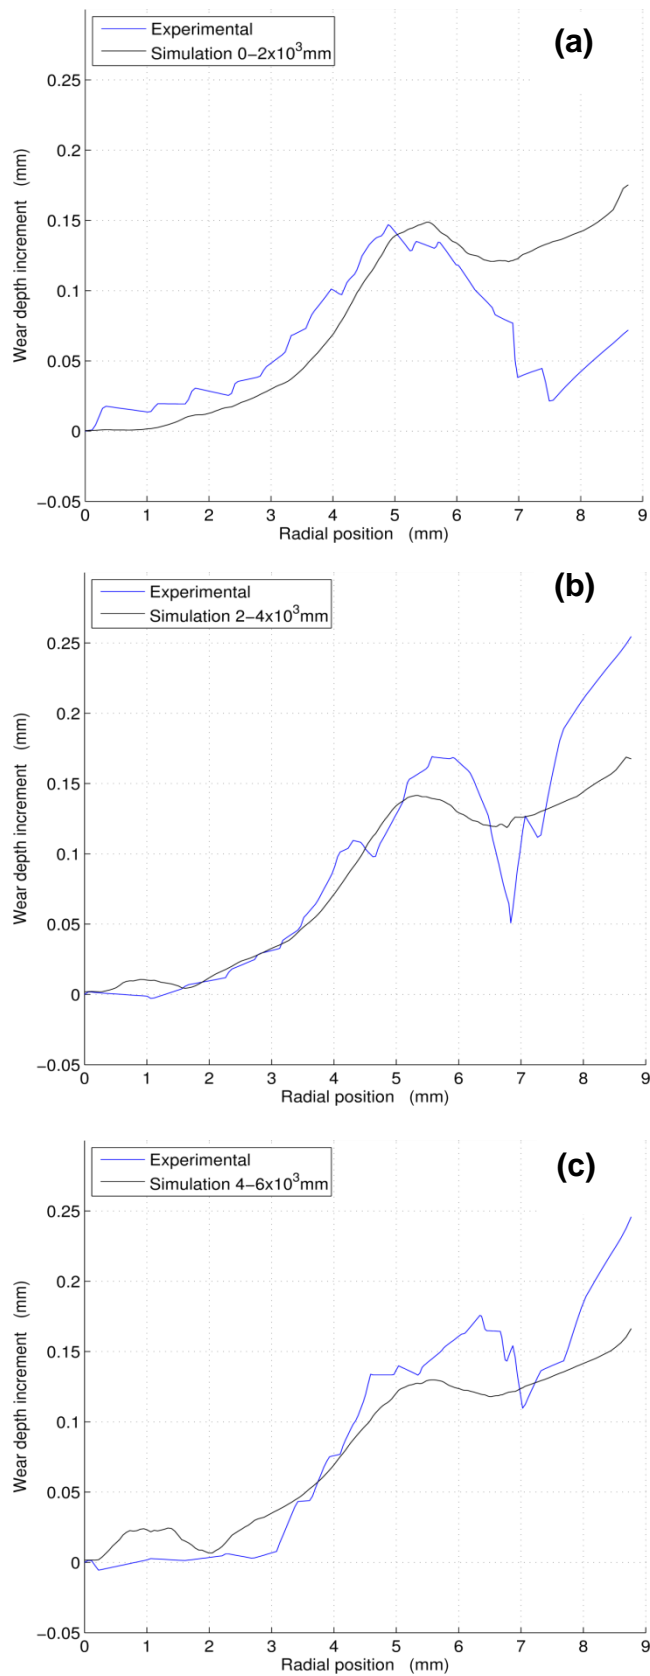 (a)
Experimental
Simulation 0−2x10³mm
0.25
0.2
0.15
0.1
0.05
0
−0.05
Wear depth increment (mm)
0 1 2 3 4 5 6 7 8 9
Radial position (mm)
(b)
Experimental
Simulation 2−4x10³mm
0.25
0.2
0.15
0.1
0.05
0
−0.05
Wear depth increment (mm)
0 1 2 3 4 5 6 7 8 9
Radial position (mm)
(c)
Experimental
Simulation 4−6x10³mm
0.25
0.2
0.15
0.1
0.05
0
−0.05
Wear depth increment (mm)
0 1 2 3 4 5 6 7 8 9
Radial position (mm)